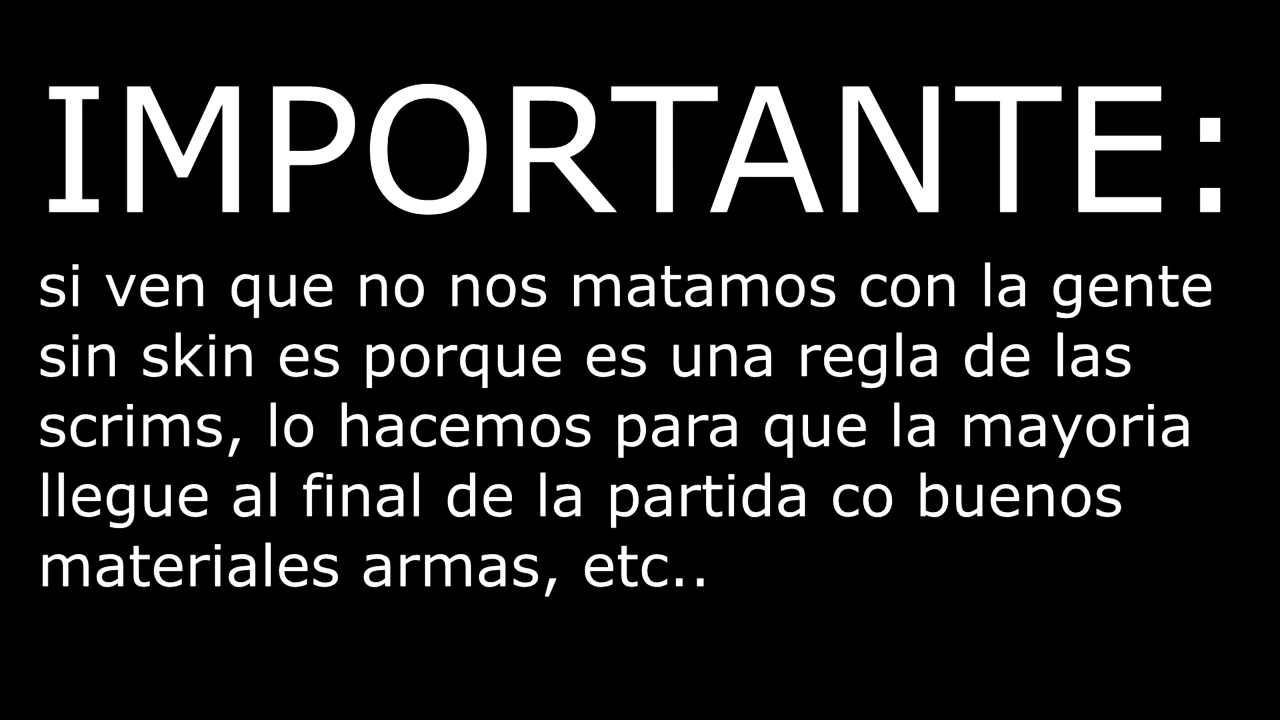 IMPORTANTE:
si ven que no nos matamos con la gente
sin skin es porque es una regla de las
scrims, lo hacemos para que la mayoria
llegue al final de la partida co buenos
materiales armas, etc..